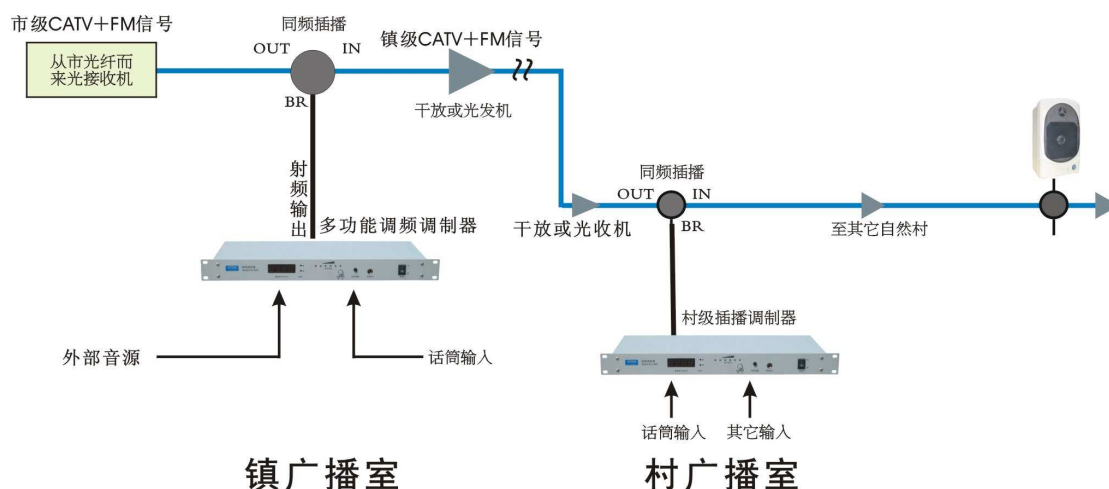 市级CATV＋FM信号
从市光纤而
来光接收机
同频插播
OUT
IN
BR
镇级CATV＋FM信号
干放或光发机
射频输出
多功能调频调制器
外部音源
话筒输入
镇广播室
同频插播
OUT
IN
BR
干放或光收机
至其它自然村
村级插播调制器
话筒输入
其它输入
村广播室